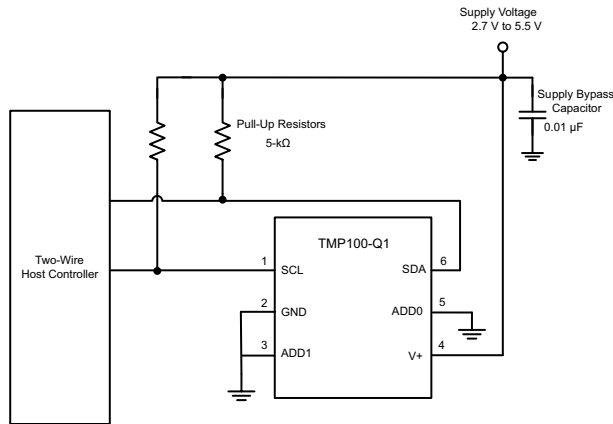 Supply Voltage
2.7 V to 5.5 V
Supply Bypass
Capacitor
0.01 µF
Pull-Up Resistors
5-kΩ
Two-Wire
Host Controller
TMP100-Q1
1
SCL
SDA
6
2
GND
ADD0
5
3
ADD1
V+
4